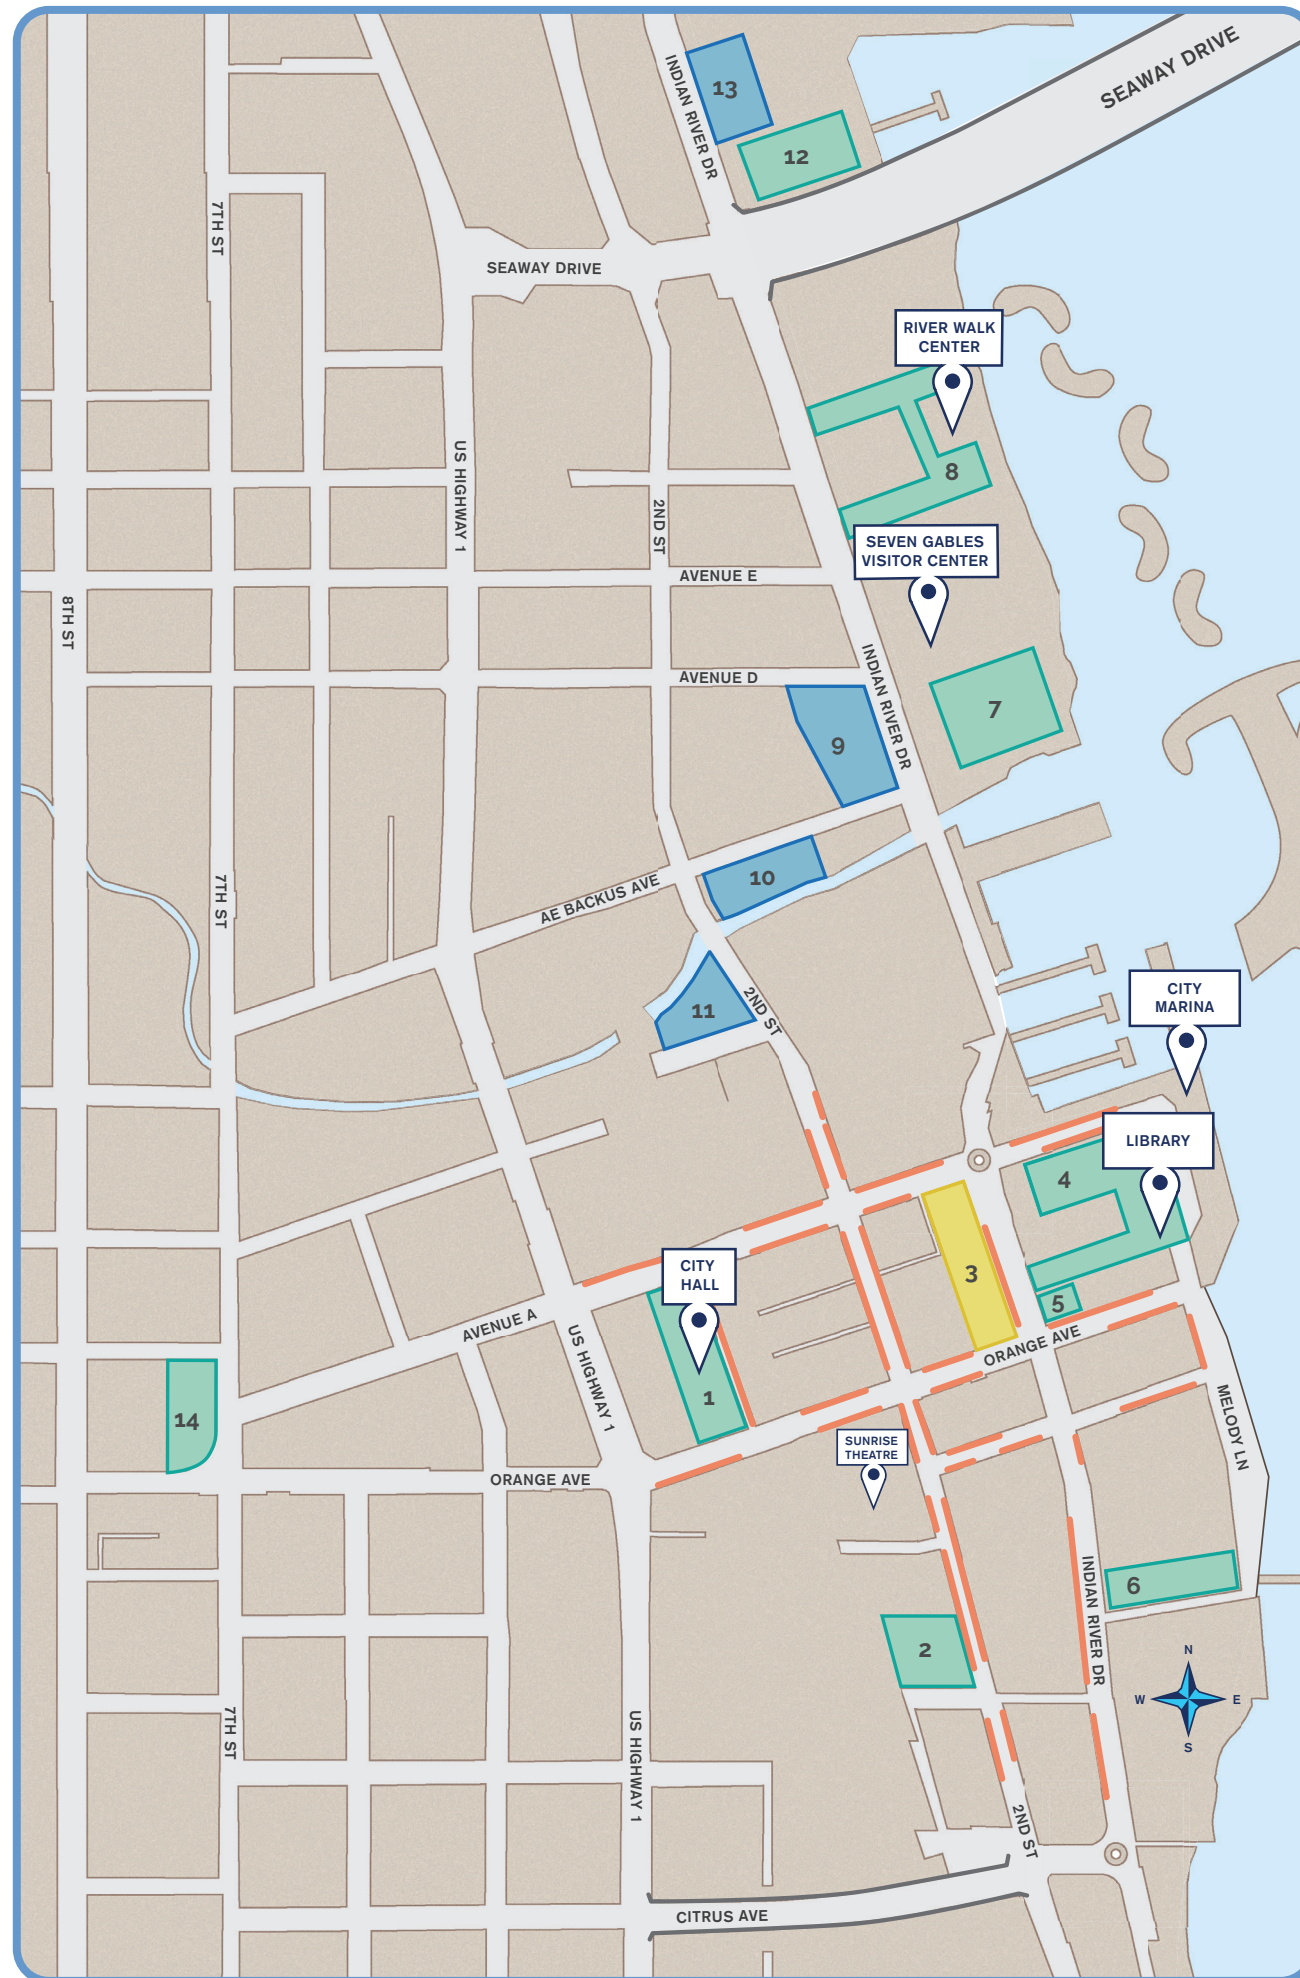 SEAWAY DRIVE
INDIAN RIVER DR
13
12
7TH ST
SEAWAY DRIVE
RIVER WALK
CENTER
8
US HIGHWAY 1
2ND ST
SEVEN GABLES
VISITOR CENTER
AVENUE E
8TH ST
AVENUE D
INDIAN RIVER DR
7
9
10
7TH ST
AE BACKUS AVE
11
2ND ST
CITY
MARINA
LIBRARY
4
CITY
HALL
3
5
AVENUE A
US HIGHWAY 1
ORANGE AVE
1
MELODY LN
14
SUNRISE
THEATRE
ORANGE AVE
INDIAN RIVER DR
6
2
N
W
E
S
7TH ST
US HIGHWAY 1
2ND ST
CITRUS AVE